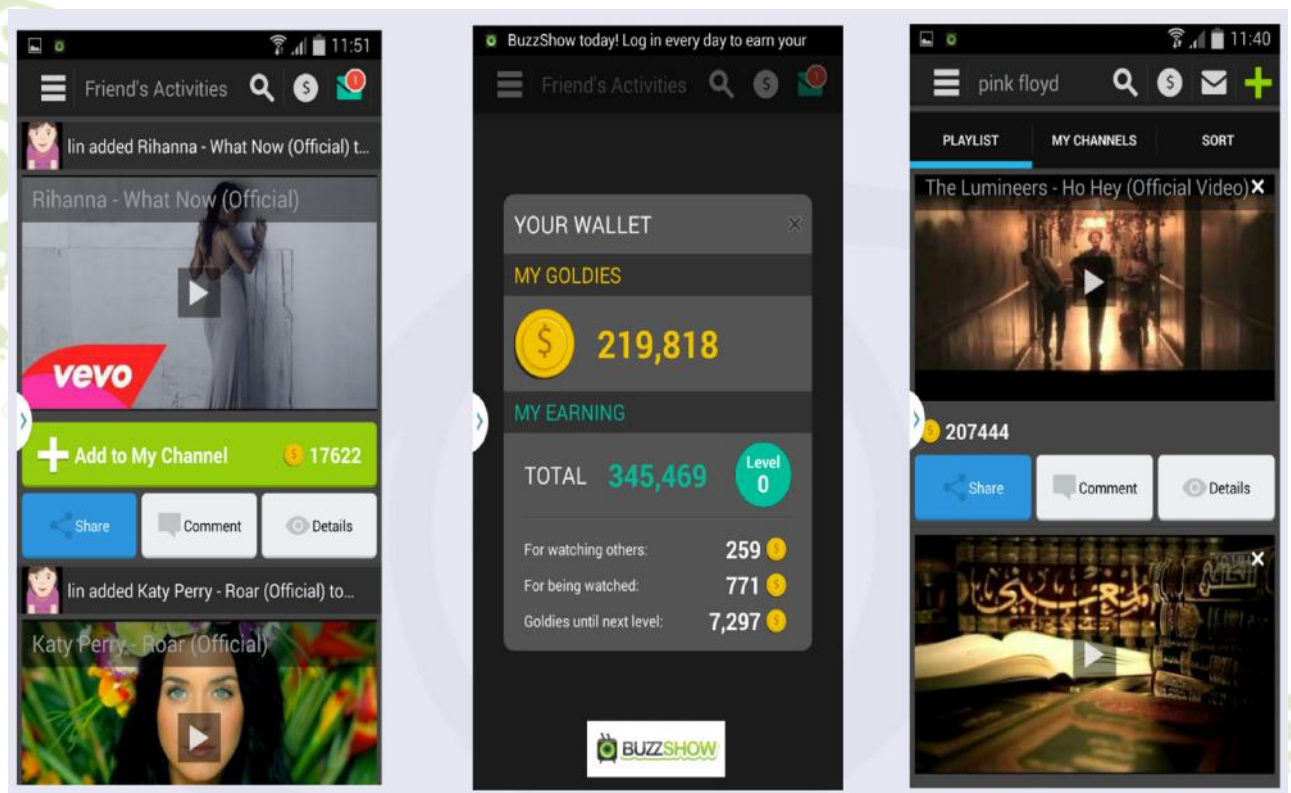 11:51
Friend's Activities
$
1
lin added Rihanna - What Now (Official) t...
Rihanna - What Now (Official)
vevo
Add to My Channel
17622
Share
Comment
Details
lin added Katy Perry - Roar (Official) to...
Katy Perry - Roar (Official)
BuzzShow today! Log in every day to earn your
Friend's Activities
$
1
YOUR WALLET
MY GOLDIES
$ 219,818
MY EARNING
TOTAL 345,469
Level
0
For watching others: 259
For being watched: 771
Goldies until next level: 7,297
BUZZSHOW
11:40
pink floyd
$
PLAYLIST
MY CHANNELS
SORT
The Lumineers - Ho Hey (Official Video)
207444
Share
Comment
Details